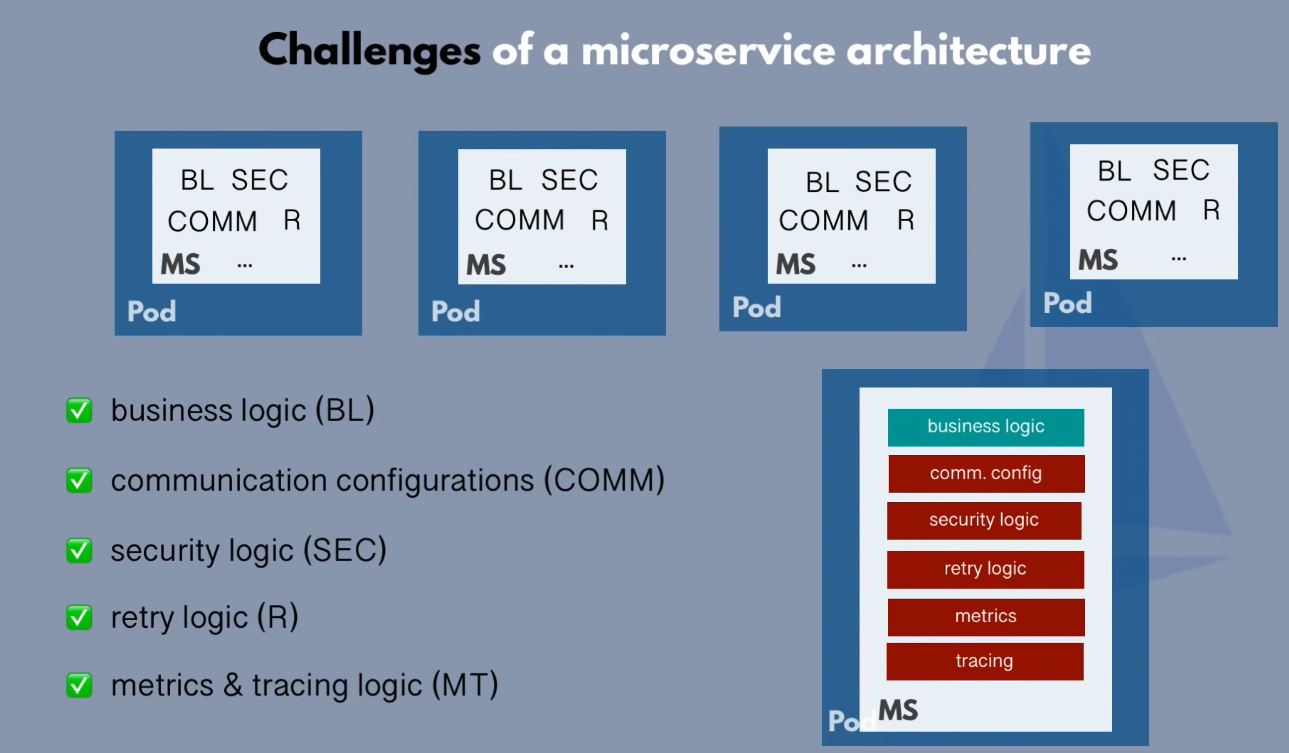 Challenges of a microservice architecture
BL SEC
COMM R
MS ...
Pod
BL SEC
COMM R
MS ...
Pod
BL SEC
COMM R
MS ...
Pod
BL SEC
COMM R
MS ...
Pod
business logic (BL)
communication configurations (COMM)
security logic (SEC)
retry logic (R)
metrics & tracing logic (MT)
business logic
comm. config
security logic
retry logic
metrics
tracing
MS
Pod